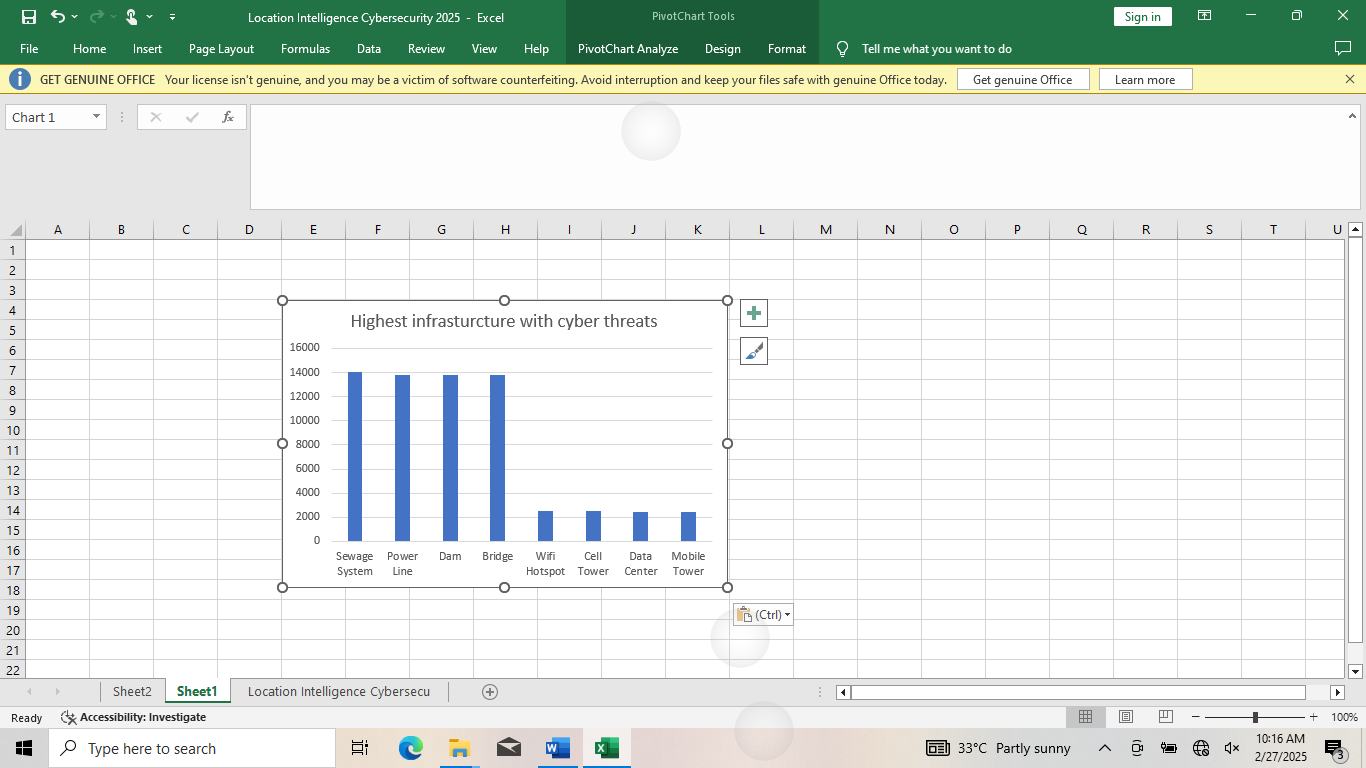 Location Intelligence Cybersecurity 2025 - Excel
PivotChart Tools
Sign in
File Home Insert Page Layout Formulas Data Review View Help PivotChart Analyze Design Format Tell me what you want to do
GET GENUINE OFFICE Your license isn't genuine, and you may be a victim of software counterfeiting. Avoid interruption and keep your files safe with genuine Office today. Get genuine Office Learn more
Chart 1 fx
A B C D E F G H I J K L M N O P Q R S T U
1
2
3
4
5
6
7
8
9
10
11
12
13
14
15
16
17
18
19
20
21
22
Highest infrasturcture with cyber threats
16000
14000
12000
10000
8000
6000
4000
2000
0
Sewage System
Power Line
Dam
Bridge
Wifi Hotspot
Cell Tower
Data Center
Mobile Tower
(Ctrl)
Sheet2 Sheet1 Location Intelligence Cybersecu
Ready Accessibility: Investigate 100%
Type here to search
33°C Partly sunny
10:16 AM
2/27/2025
3